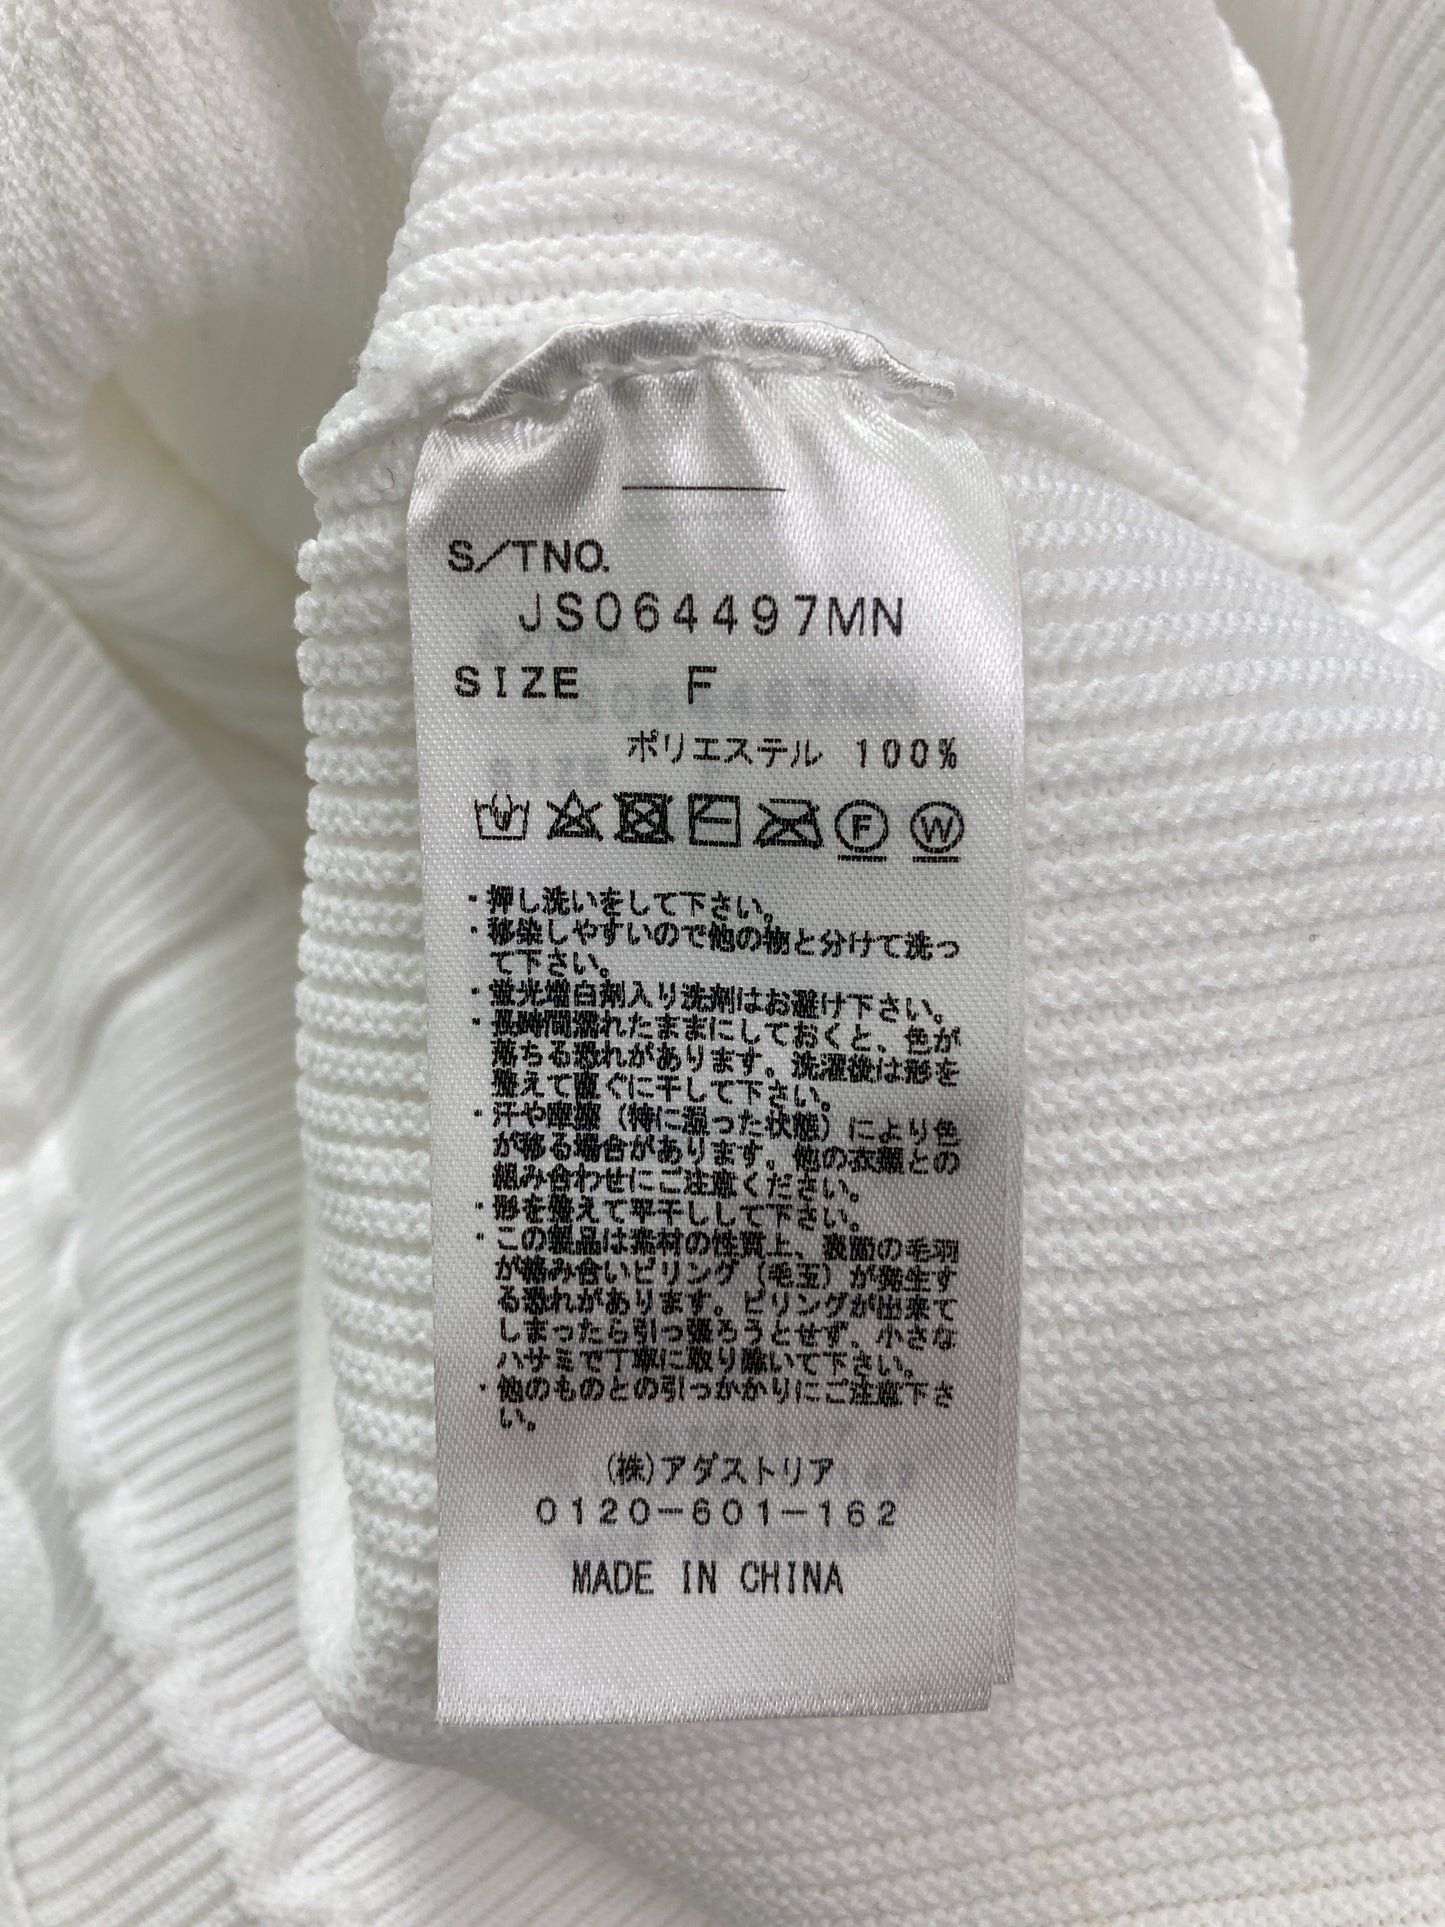 S/TNO.
JS064497MN
SIZE F
ポリエステル 100%
F W
・押し洗いをして下さい。
・移染しやすいので他の物と分けて洗っ
て下さい。
・蛍光増白剤入り洗剤はお避け下さい。
・長時間濡れたままにしておくと、色が
落ちる恐れがあります。洗濯後は形を
整えて直ぐに干して下さい。
・汗や摩擦（特に湿った状態）により色
が移る場合があります。他の衣類との
組み合わせにご注意ください。
・形を整えて平干しして下さい。
・この製品は素材の性質上、表面の毛羽
が絡み合いピリング（毛玉）が発生す
る恐れがあります。ピリングが出来て
しまったら引っ張ろうとせず、小さな
ハサミで丁寧に取り除いて下さい。
・他のものとの引っかかりにご注意下さ
い。
(株)アダストリア
0120-601-162
MADE IN CHINA